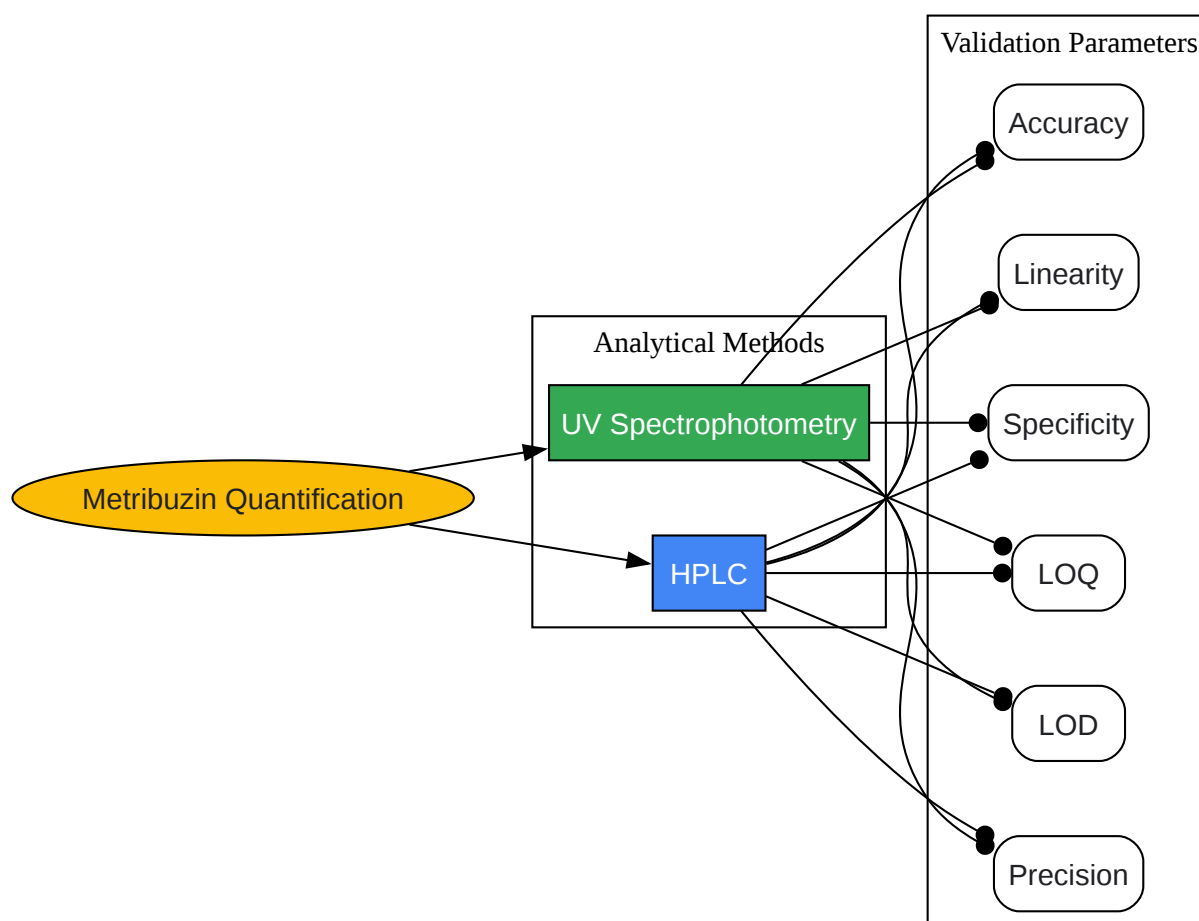 Validation Parameters
Accuracy
Linearity
Analytical Methods
UV Spectrophotometry
Specificity
Metribuzin Quantification
HPLC
LOQ
LOD
Precision